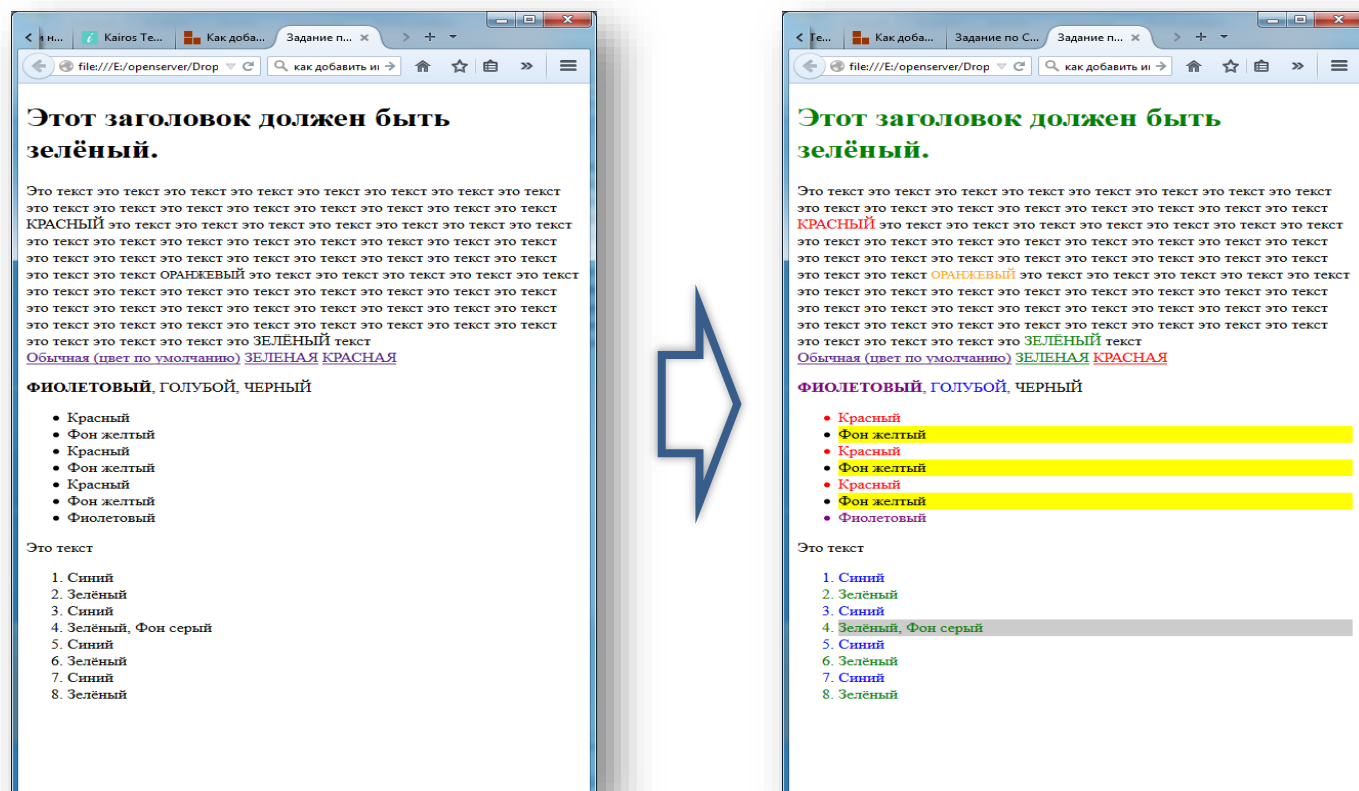 н... Kairos Te... Как доба... Задание п...
file:///E:/openserver/Drop как добавить
Этот заголовок должен быть
зелёный.
Это текст это текст это текст это текст это текст это текст это текст это текст
это текст это текст это текст это текст это текст это текст это текст это текст
КРАСНЫЙ это текст это текст это текст это текст это текст это текст это текст
это текст это текст это текст это текст это текст это текст это текст это текст
это текст это текст это текст это текст это текст это текст это текст это текст
это текст это текст ОРАНЖЕВЫЙ это текст это текст это текст это текст это текст
это текст это текст это текст это текст это текст это текст это текст это текст
это текст это текст это текст это текст это текст это текст это текст это текст
это текст это текст это текст это текст это текст это текст это текст это текст
это текст это текст это текст это ЗЕЛЁНЫЙ текст
Обычная (цвет по умолчанию) ЗЕЛЕНАЯ КРАСНАЯ
ФИОЛЕТОВЫЙ, ГОЛУБОЙ, ЧЕРНЫЙ
• Красный
• Фон желтый
• Красный
• Фон желтый
• Красный
• Фон желтый
• Фиолетовый
Это текст
1. Синий
2. Зелёный
3. Синий
4. Зелёный, Фон серый
5. Синий
6. Зелёный
7. Синий
8. Зелёный
Te... Как доба... Задание по С... Задание п...
file:///E:/openserver/Drop как добавить
Этот заголовок должен быть
зелёный.
Это текст это текст это текст это текст это текст это текст это текст это текст
это текст это текст это текст это текст это текст это текст это текст это текст
КРАСНЫЙ это текст это текст это текст это текст это текст это текст это текст
это текст это текст это текст это текст это текст это текст это текст это текст
это текст это текст это текст это текст это текст это текст это текст это текст
это текст это текст ОРАНЖЕВЫЙ это текст это текст это текст это текст это текст
это текст это текст это текст это текст это текст это текст это текст это текст
это текст это текст это текст это текст это текст это текст это текст это текст
это текст это текст это текст это текст это текст это текст это текст это текст
это текст это текст это текст это ЗЕЛЁНЫЙ текст
Обычная (цвет по умолчанию) ЗЕЛЕНАЯ КРАСНАЯ
ФИОЛЕТОВЫЙ, ГОЛУБОЙ, ЧЕРНЫЙ
• Красный
• Фон желтый
• Красный
• Фон желтый
• Красный
• Фон желтый
• Фиолетовый
Это текст
1. Синий
2. Зелёный
3. Синий
4. Зелёный, Фон серый
5. Синий
6. Зелёный
7. Синий
8. Зелёный